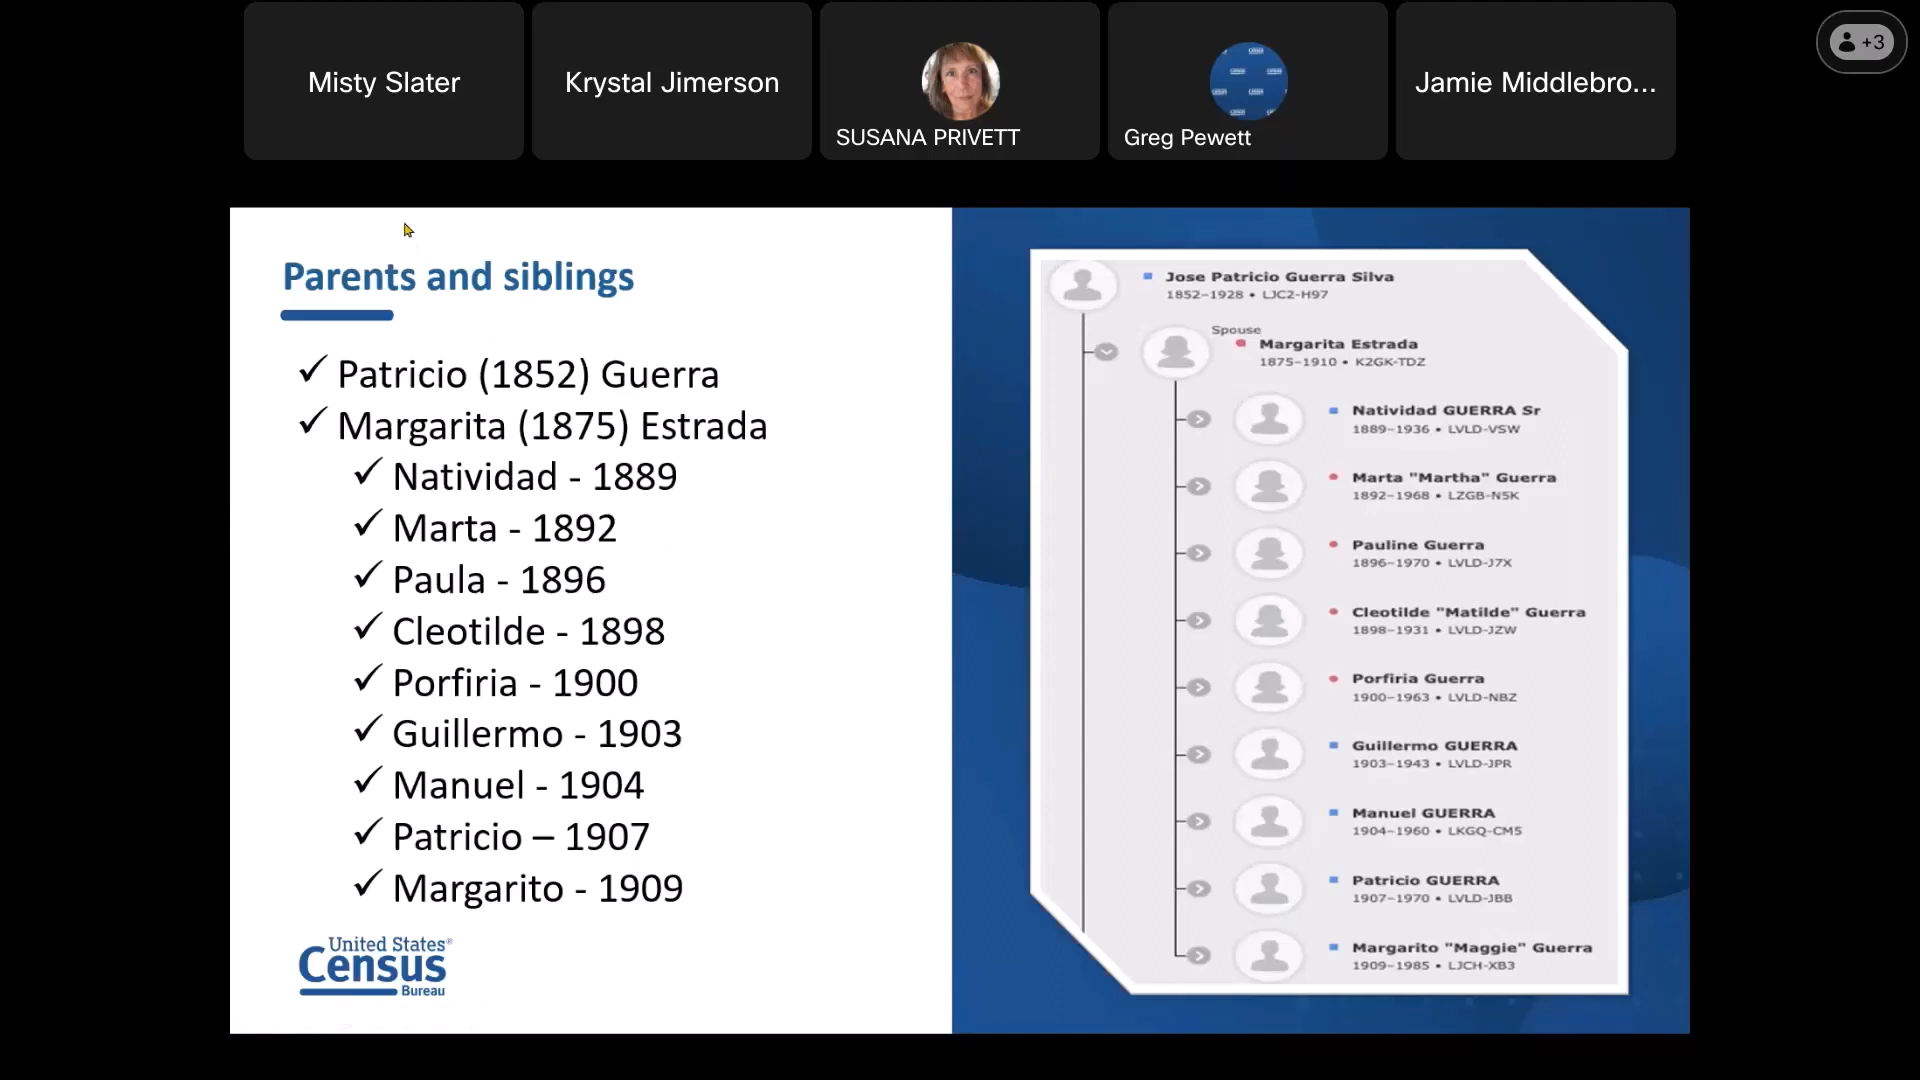 Misty Slater
Krystal Jimerson
SUSANA PRIVETT
Greg Pewett
Jamie Middlebro...
+3
Parents and siblings
✓ Patricio (1852) Guerra
✓ Margarita (1875) Estrada
✓ Natividad - 1889
✓ Marta - 1892
✓ Paula - 1896
✓ Cleotilde - 1898
✓ Porfiria - 1900
✓ Guillermo - 1903
✓ Manuel - 1904
✓ Patricio – 1907
✓ Margarito - 1909
United States®
Census
Bureau
Jose Patricio Guerra Silva
1852–1928 • LJC2-H97
Spouse
Margarita Estrada
1875–1910 • K2GK-TDZ
Natividad GUERRA Sr
1889–1936 • LVLD-VSW
Marta "Martha" Guerra
1892–1968 • LZGB-N5K
Pauline Guerra
1896–1970 • LVLD-J7X
Cleotilde "Matilde" Guerra
1898–1931 • LVLD-JZW
Porfiria Guerra
1900–1963 • LVLD-NBZ
Guillermo GUERRA
1903–1943 • LVLD-JPR
Manuel GUERRA
1904–1960 • LKGQ-CM5
Patricio GUERRA
1907–1970 • LVLD-JBB
Margarito "Maggie" Guerra
1909–1985 • LJCH-XB3